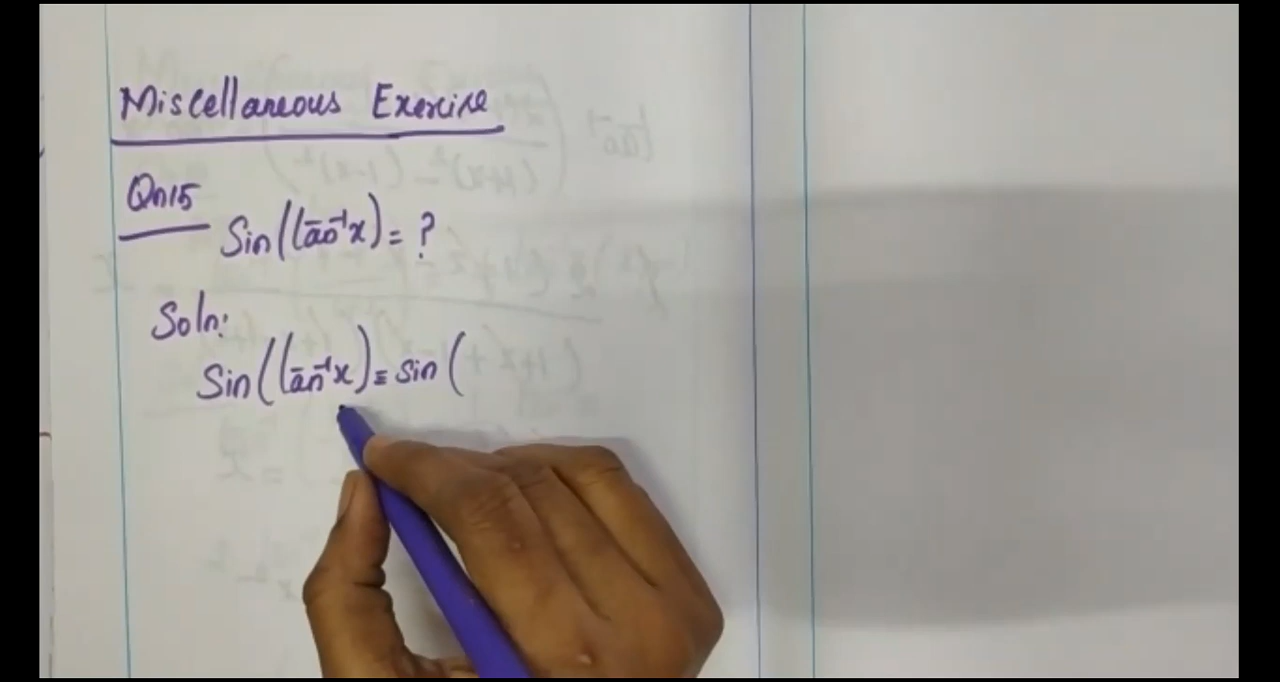 Miscellaneous Exercise
Qn15
Sin(tan⁻¹x) = ?
Soln:
Sin(tan⁻¹x) = sin(